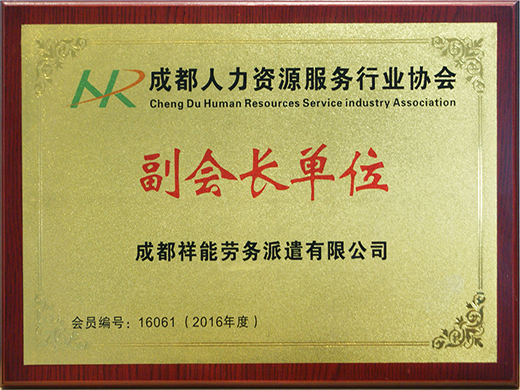 HR 成都人力资源服务行业协会
Cheng Du Human Resources Service industry Association
副会长单位
成都祥能劳务派遣有限公司
会员编号：16061（2016年度）